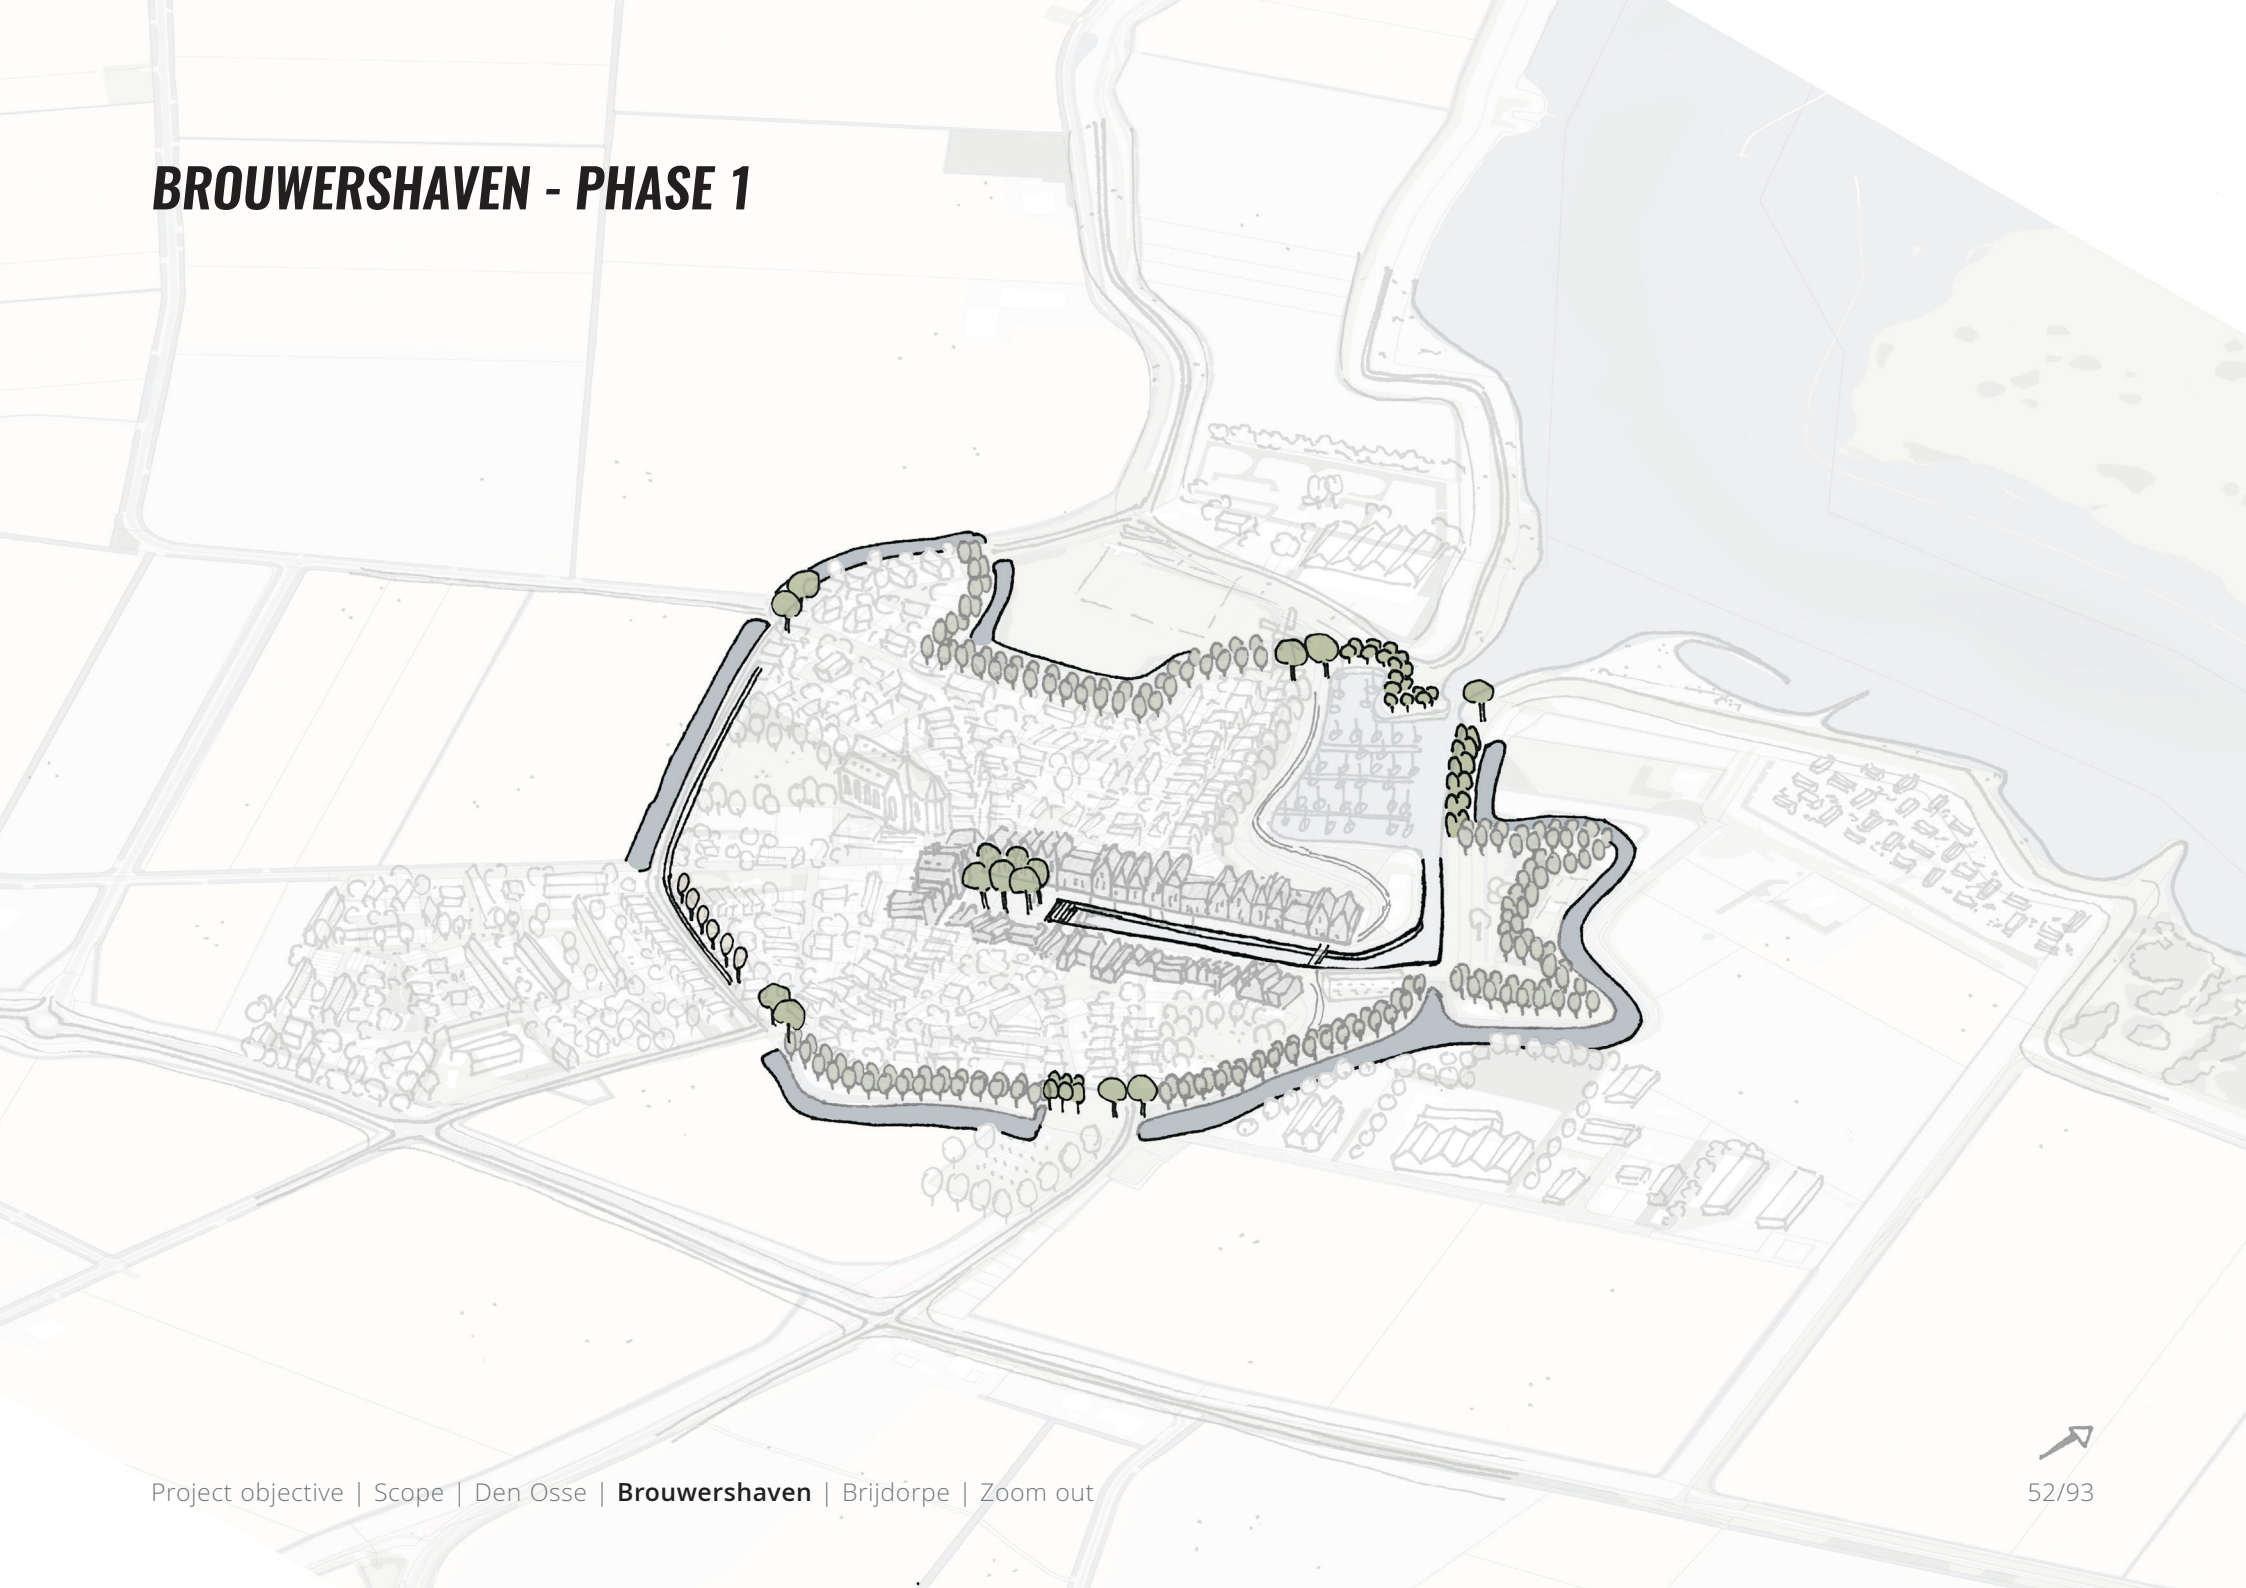 BROUWERSHAVEN - PHASE 1
Project objective | Scope | Den Osse | Brouwershaven | Brijdorpe | Zoom out
52/93